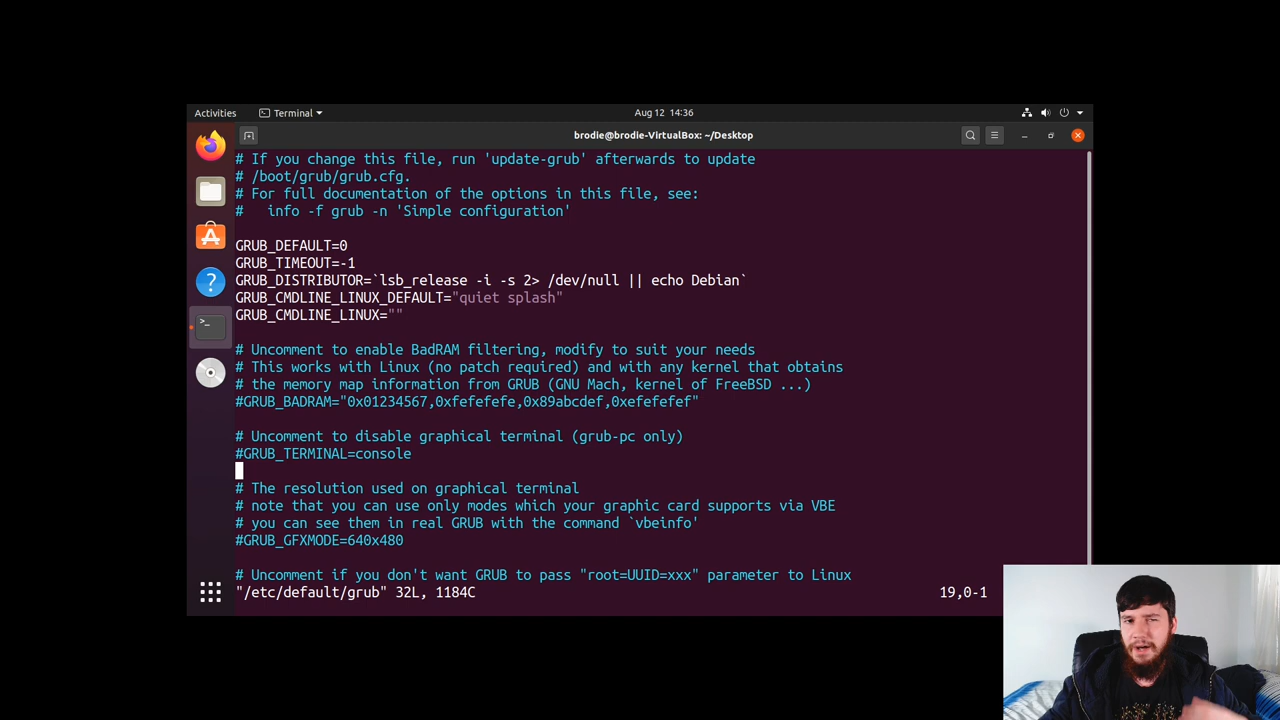 Activities
Terminal
Aug 12 14:36
brodie@brodie-VirtualBox: ~/Desktop
# If you change this file, run 'update-grub' afterwards to update
# /boot/grub/grub.cfg.
# For full documentation of the options in this file, see:
#   info -f grub -n 'Simple configuration'
GRUB_DEFAULT=0
GRUB_TIMEOUT=-1
GRUB_DISTRIBUTOR=`lsb_release -i -s 2> /dev/null || echo Debian`
GRUB_CMDLINE_LINUX_DEFAULT="quiet splash"
GRUB_CMDLINE_LINUX=""
# Uncomment to enable BadRAM filtering, modify to suit your needs
# This works with Linux (no patch required) and with any kernel that obtains
# the memory map information from GRUB (GNU Mach, kernel of FreeBSD ...)
#GRUB_BADRAM="0x01234567,0xfefefefe,0x89abcdef,0xefefefef"
# Uncomment to disable graphical terminal (grub-pc only)
#GRUB_TERMINAL=console
# The resolution used on graphical terminal
# note that you can use only modes which your graphic card supports via VBE
# you can see them in real GRUB with the command `vbeinfo'
#GRUB_GFXMODE=640x480
# Uncomment if you don't want GRUB to pass "root=UUID=xxx" parameter to Linux
"/etc/default/grub" 32L, 1184C
19,0-1